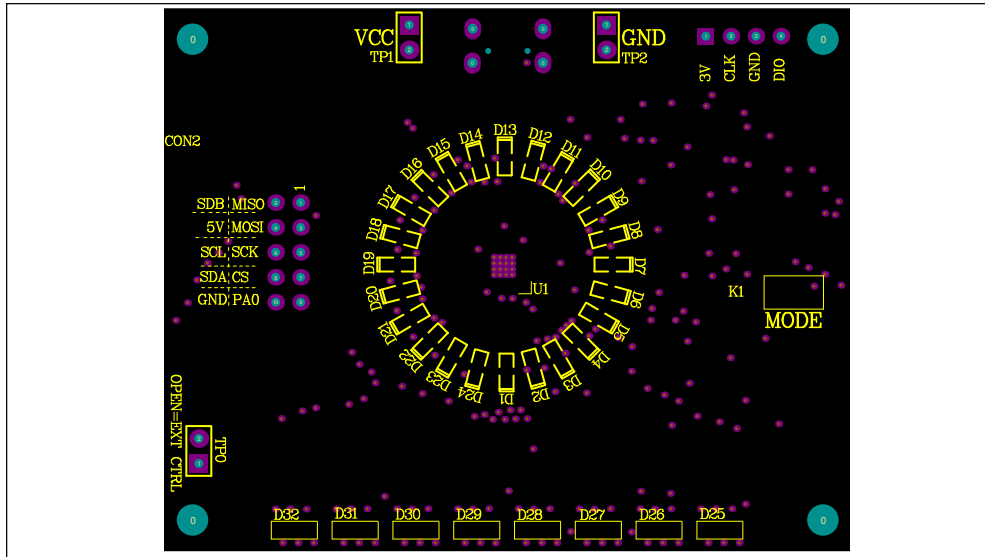 VCC
TP1
GND
TP2
3V
CLK
GND
DIO
CON2
1
SDB MISO
5V MOSI
SCL SCK
SDA CS
GND PA0
D13
D12
D11
D10
D9
D8
D7
D6
D5
D4
D3
D2
D1
D24
D23
D22
D21
D20
D19
D18
D17
D16
D15
D14
U1
K1
MODE
OPEN=EXT CTRL
TP0
D32 D31 D30 D29 D28 D27 D26 D25